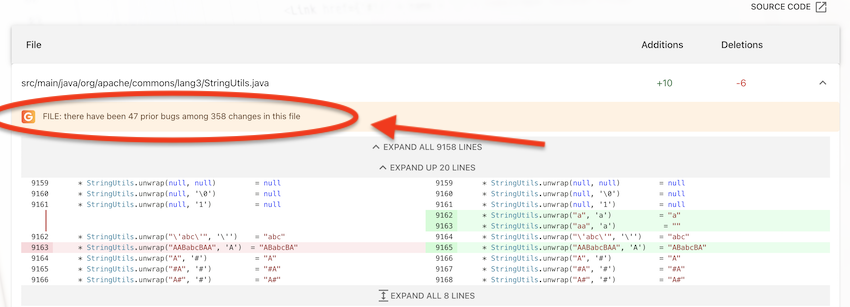 SOURCE CODE
File Additions Deletions
src/main/java/org/apache/commons/lang3/StringUtils.java +10 -6
G FILE: there have been 47 prior bugs among 358 changes in this file
EXPAND ALL 9158 LINES
EXPAND UP 20 LINES
9159 * StringUtils.unwrap(null, null) = null 9159 * StringUtils.unwrap(null, null) = null
9160 * StringUtils.unwrap(null, '\0') = null 9160 * StringUtils.unwrap(null, '\0') = null
9161 * StringUtils.unwrap(null, '1') = null 9161 * StringUtils.unwrap(null, '1') = null
9162 * StringUtils.unwrap("a", 'a') = "a"
9163 * StringUtils.unwrap("aa", 'a') = ""
9162 * StringUtils.unwrap("\'abc\'", '\'') = "abc" 9164 * StringUtils.unwrap("\'abc\'", '\'') = "abc"
9163 * StringUtils.unwrap("AABabcBAA", 'A') = "ABabcBA" 9165 * StringUtils.unwrap("AABabcBAA", 'A') = "ABabcBA"
9164 * StringUtils.unwrap("A", '#') = "A" 9166 * StringUtils.unwrap("A", '#') = "A"
9165 * StringUtils.unwrap("#A", '#') = "#A" 9167 * StringUtils.unwrap("#A", '#') = "#A"
9166 * StringUtils.unwrap("A#", '#') = "A#" 9168 * StringUtils.unwrap("A#", '#') = "A#"
EXPAND ALL 8 LINES